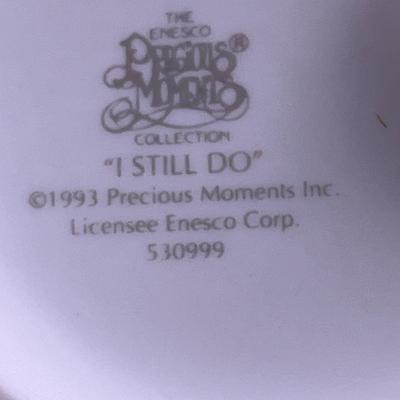 THE
ENESCO
PRECIOUS®
MOMENTS
COLLECTION
“I STILL DO”
©1993 Precious Moments Inc.
Licensee Enesco Corp.
530999